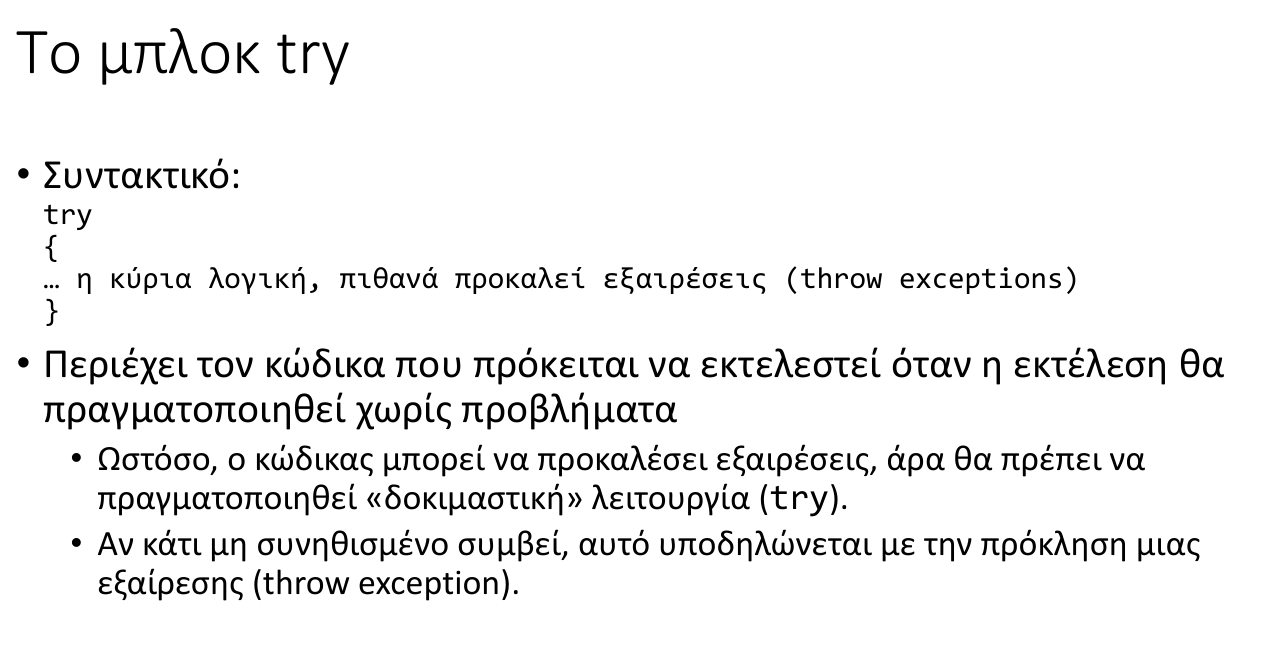 Το μπλοκ try
• Συντακτικό:
try
{
… η κύρια λογική, πιθανά προκαλεί εξαιρέσεις (throw exceptions)
}
• Περιέχει τον κώδικα που πρόκειται να εκτελεστεί όταν η εκτέλεση θα
πραγματοποιηθεί χωρίς προβλήματα
• Ωστόσο, ο κώδικας μπορεί να προκαλέσει εξαιρέσεις, άρα θα πρέπει να
πραγματοποιηθεί «δοκιμαστική» λειτουργία (try).
• Αν κάτι μη συνηθισμένο συμβεί, αυτό υποδηλώνεται με την πρόκληση μιας
εξαίρεσης (throw exception).